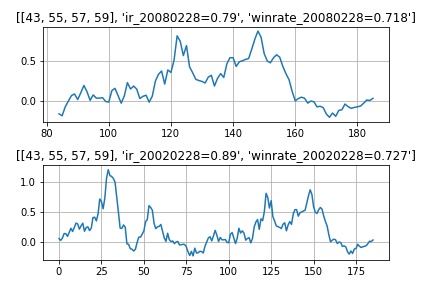 [[43, 55, 57, 59], 'ir_20080228=0.79', 'winrate_20080228=0.718']
0.5
0.0
80 100 120 140 160 180
[[43, 55, 57, 59], 'ir_20020228=0.89', 'winrate_20020228=0.727']
1.0
0.5
0.0
0 25 50 75 100 125 150 175